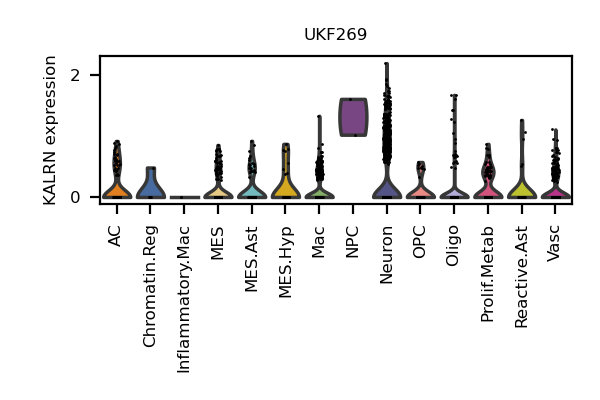 UKF269
KALRN expression
2
0
AC
Chromatin.Reg
Inflammatory.Mac
MES
MES.Ast
MES.Hyp
Mac
NPC
Neuron
OPC
Oligo
Prolif.Metab
Reactive.Ast
Vasc